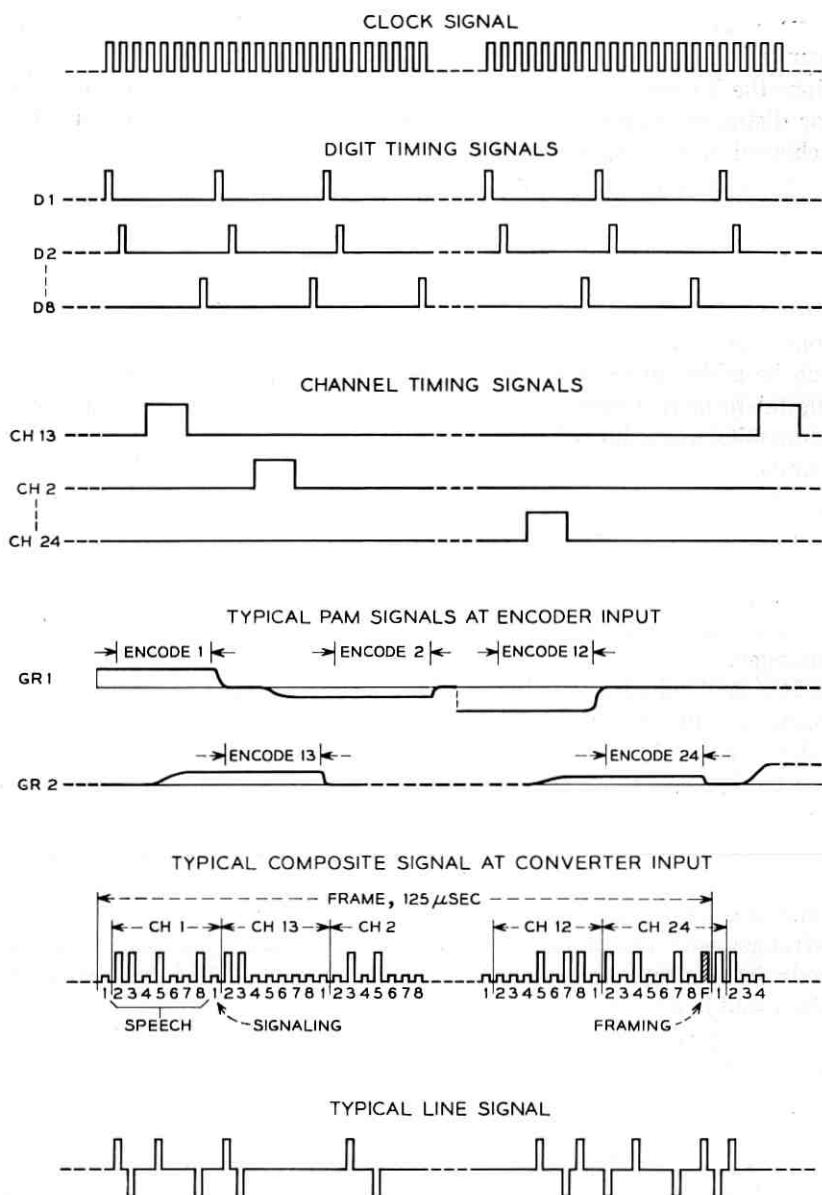 CLOCK SIGNAL
DIGIT TIMING SIGNALS
D1
D2
D8
CHANNEL TIMING SIGNALS
CH 13
CH 2
CH 24
TYPICAL PAM SIGNALS AT ENCODER INPUT
ENCODE 1 ENCODE 2 ENCODE 12
GR 1
ENCODE 13 ENCODE 24
GR 2
TYPICAL COMPOSITE SIGNAL AT CONVERTER INPUT
FRAME, 125 μSEC
CH 1 CH 13 CH 2 CH 12 CH 24
1 2 3 4 5 6 7 8 1 2 3 4 5 6 7 8 1 2 3 4 5 6 7 8 1 2 3 4 5 6 7 8 1 2 3 4 5 6 7 8 F 1 2 3 4
SPEECH SIGNALING FRAMING
TYPICAL LINE SIGNAL